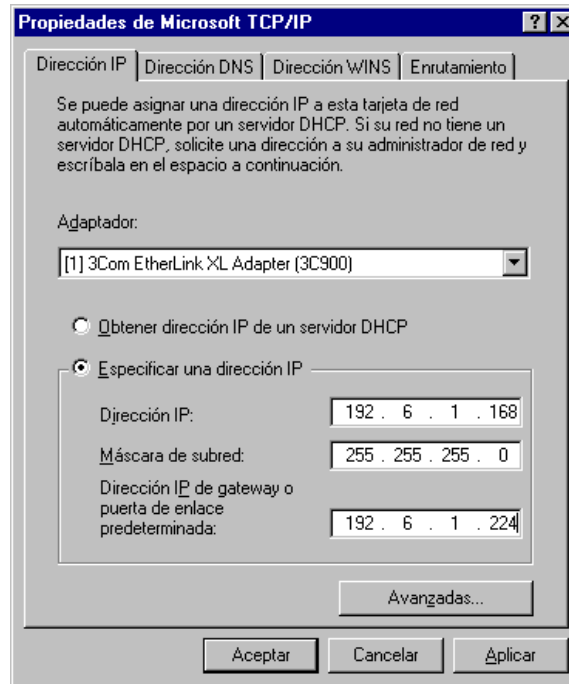 Propiedades de Microsoft TCP/IP
Dirección IP
Dirección DNS
Dirección WINS
Enrutamiento
Se puede asignar una dirección IP a esta tarjeta de red
automáticamente por un servidor DHCP. Si su red no tiene un
servidor DHCP, solicite una dirección a su administrador de red y
escríbala en el espacio a continuación.
Adaptador:
[1] 3Com EtherLink XL Adapter (3C900)
Obtener dirección IP de un servidor DHCP
Especificar una dirección IP
Dirección IP:
192 . 6 . 1 . 168
Máscara de subred:
255 . 255 . 255 . 0
Dirección IP de gateway o
puerta de enlace
predeterminada:
192 . 6 . 1 . 224
Avanzadas...
Aceptar
Cancelar
Aplicar